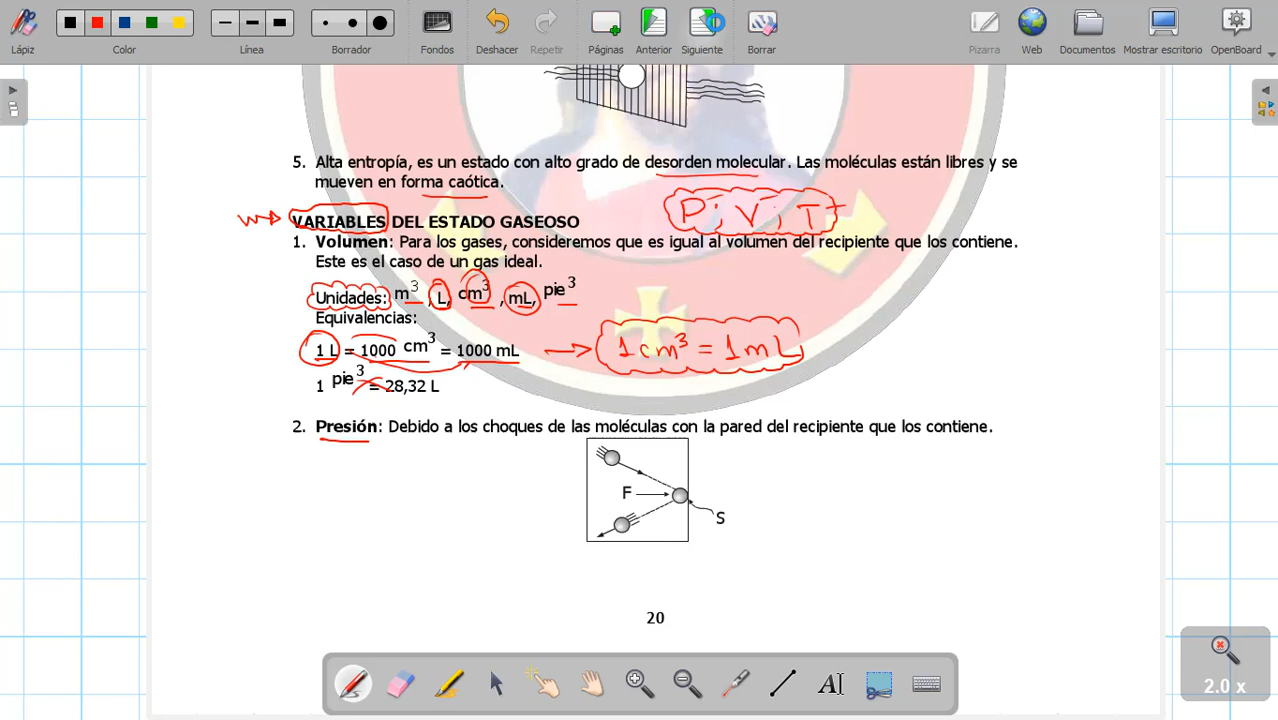 Lápiz Color Línea Borrador Fondos Deshacer Repetir Páginas Anterior Siguiente Borrar Pizarra Web Documentos Mostrar escritorio OpenBoard
5. Alta entropía, es un estado con alto grado de desorden molecular. Las moléculas están libres y se
mueven en forma caótica.
P; V; T
VARIABLES DEL ESTADO GASEOSO
1. Volumen: Para los gases, consideremos que es igual al volumen del recipiente que los contiene.
Este es el caso de un gas ideal.
Unidades: m³, L, cm³, mL, pie³
Equivalencias:
1 L = 1000 cm³ = 1000 mL → 1cm³ = 1mL
1 pie³ = 28,32 L
2. Presión: Debido a los choques de las moléculas con la pared del recipiente que los contiene.
F
S
20
2.0 x